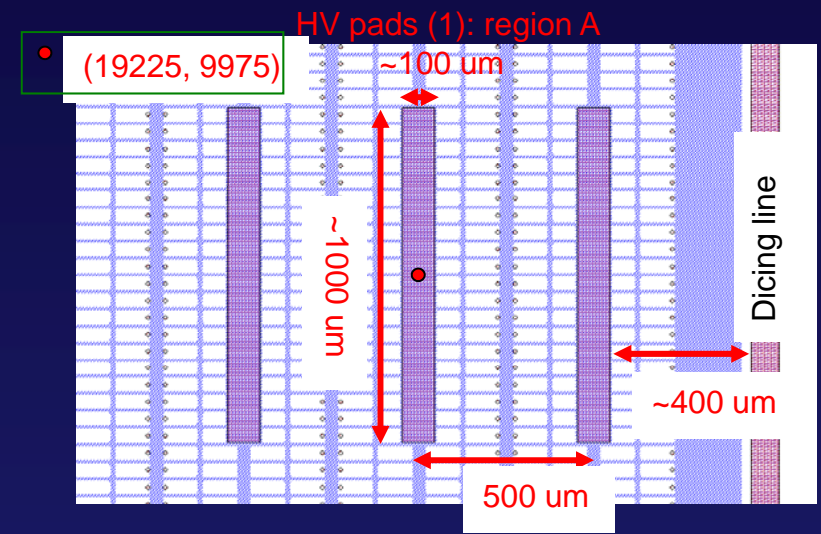 HV pads (1): region A
(19225, 9975)
~100 um
~1000 um
Dicing line
~400 um
500 um